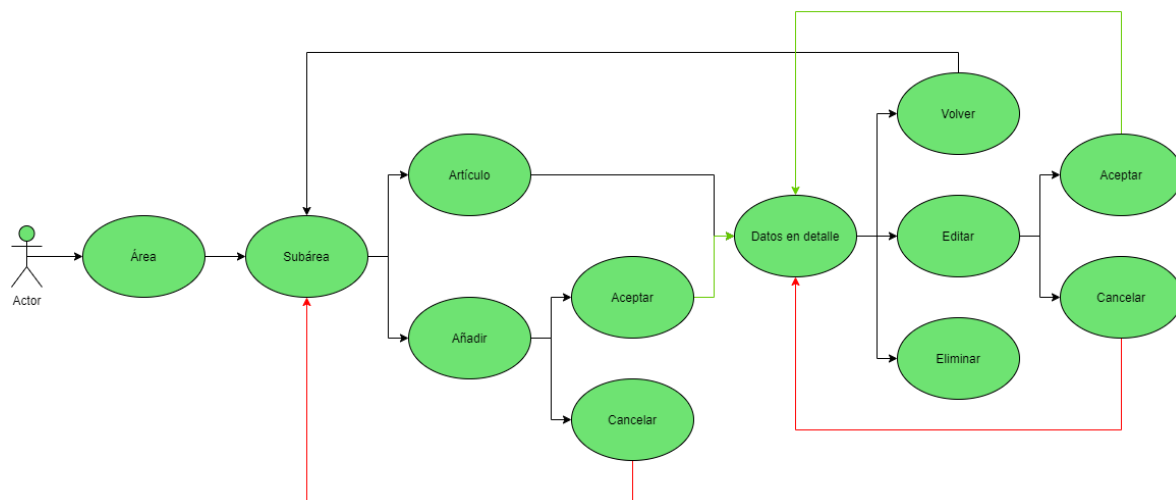 Actor
Área
Subárea
Artículo
Añadir
Aceptar
Cancelar
Datos en detalle
Volver
Editar
Eliminar
Aceptar
Cancelar